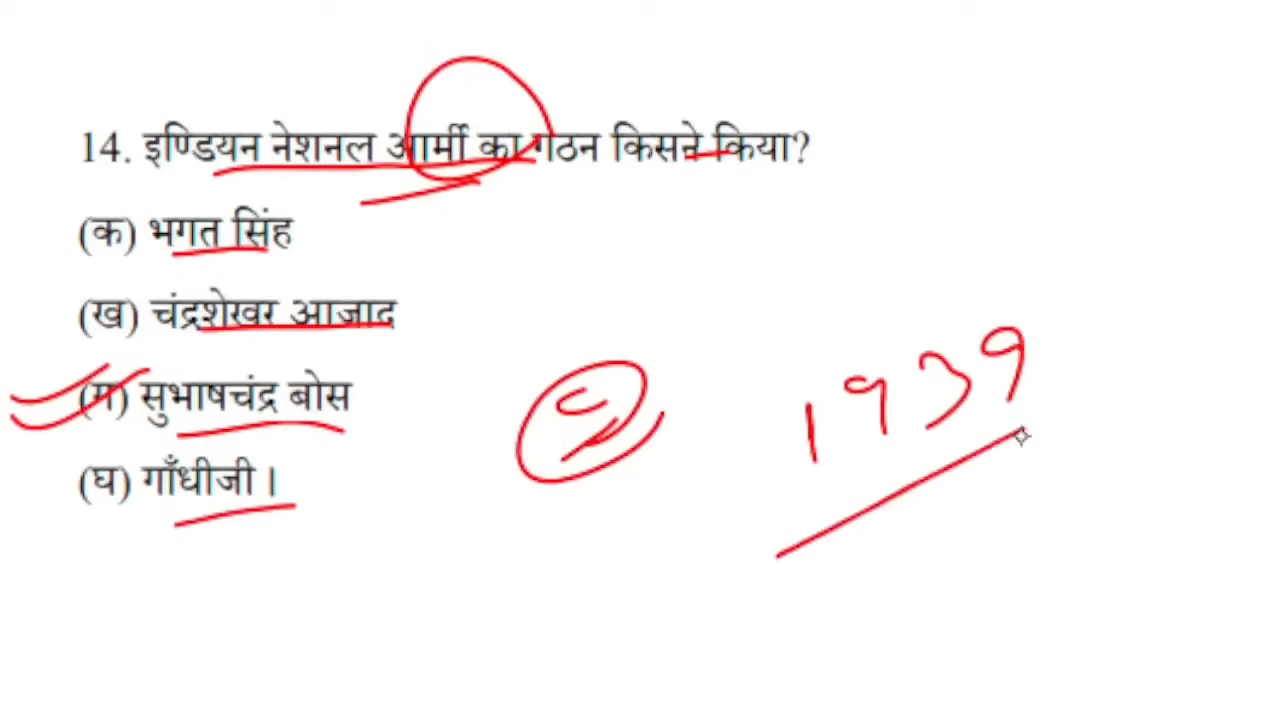 14. इण्डियन नेशनल आर्मी का गठन किसने किया?
(क) भगत सिंह
(ख) चंद्रशेखर आजाद
(ग) सुभाषचंद्र बोस
(घ) गाँधीजी।
1939